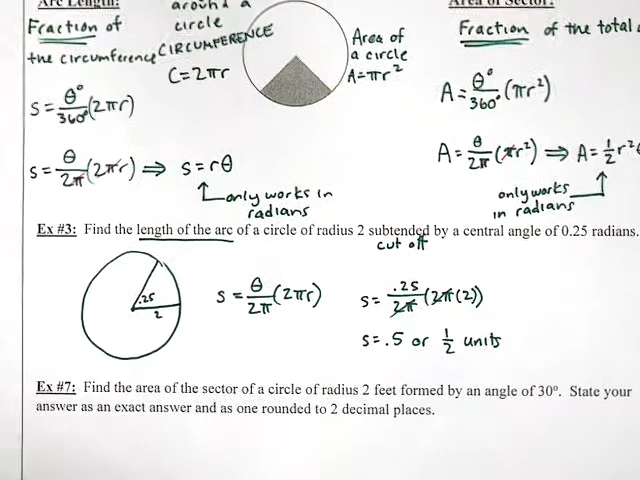 Arc Length:
Fraction of
the circumference
around a
circle
CIRCUMFERENCE
C=2πr
Area of
a circle
A=πr²
Area of Sector:
Fraction of the total
S=θ°/360°(2πr)
A=θ°/360°(πr²)
S=θ/2π(2πr) ⇒ S=rθ
only works in
radians
A=θ/2π(πr²) ⇒ A=1/2r²
only works
in radians
Ex #3: Find the length of the arc of a circle of radius 2 subtended by a central angle of 0.25 radians.
cut off
.25
2
S=θ/2π(2πr)
S=.25/2π(2π(2))
S=.5 or 1/2 units
Ex #7: Find the area of the sector of a circle of radius 2 feet formed by an angle of 30°. State your
answer as an exact answer and as one rounded to 2 decimal places.